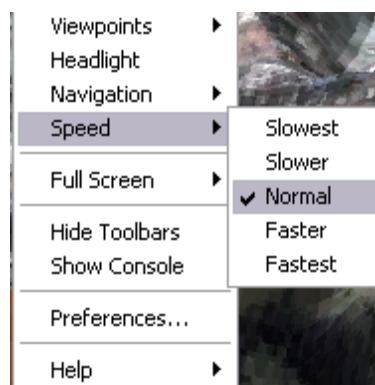 Viewpoints
Headlight
Navigation
Speed
Full Screen
Hide Toolbars
Show Console
Preferences...
Help
Slowest
Slower
Normal
Faster
Fastest